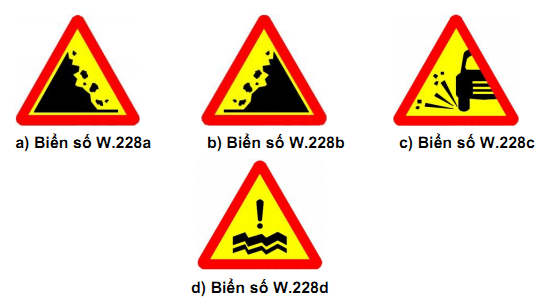 a) Biển số W.228a
b) Biển số W.228b
c) Biển số W.228c
d) Biển số W.228d